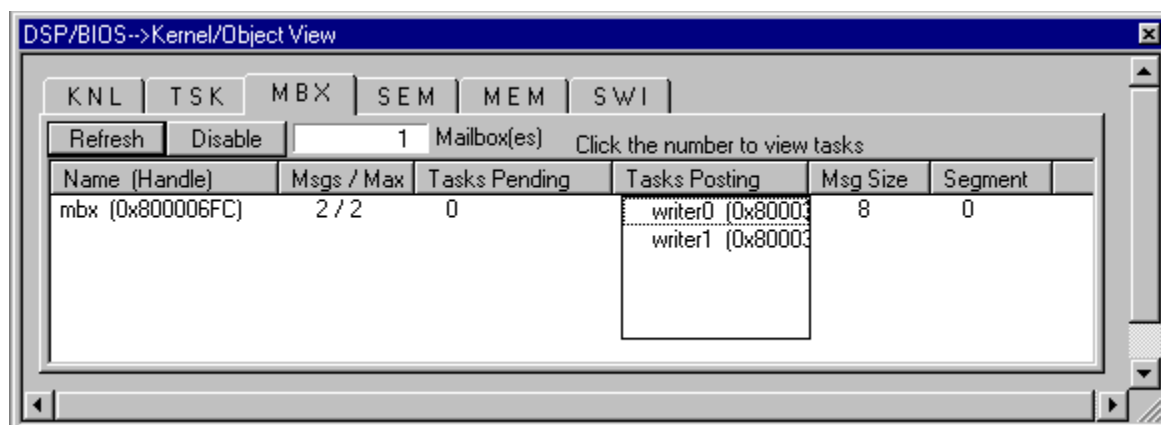 DSP/BIOS-->Kernel/Object View
KNL TSK MBX SEM MEM SWI
Refresh Disable 1 Mailbox(es) Click the number to view tasks
Name (Handle) Msgs / Max Tasks Pending Tasks Posting Msg Size Segment
mbx (0x800006FC) 2 / 2 0 writer0 (0x80003 8 0
writer1 (0x80003